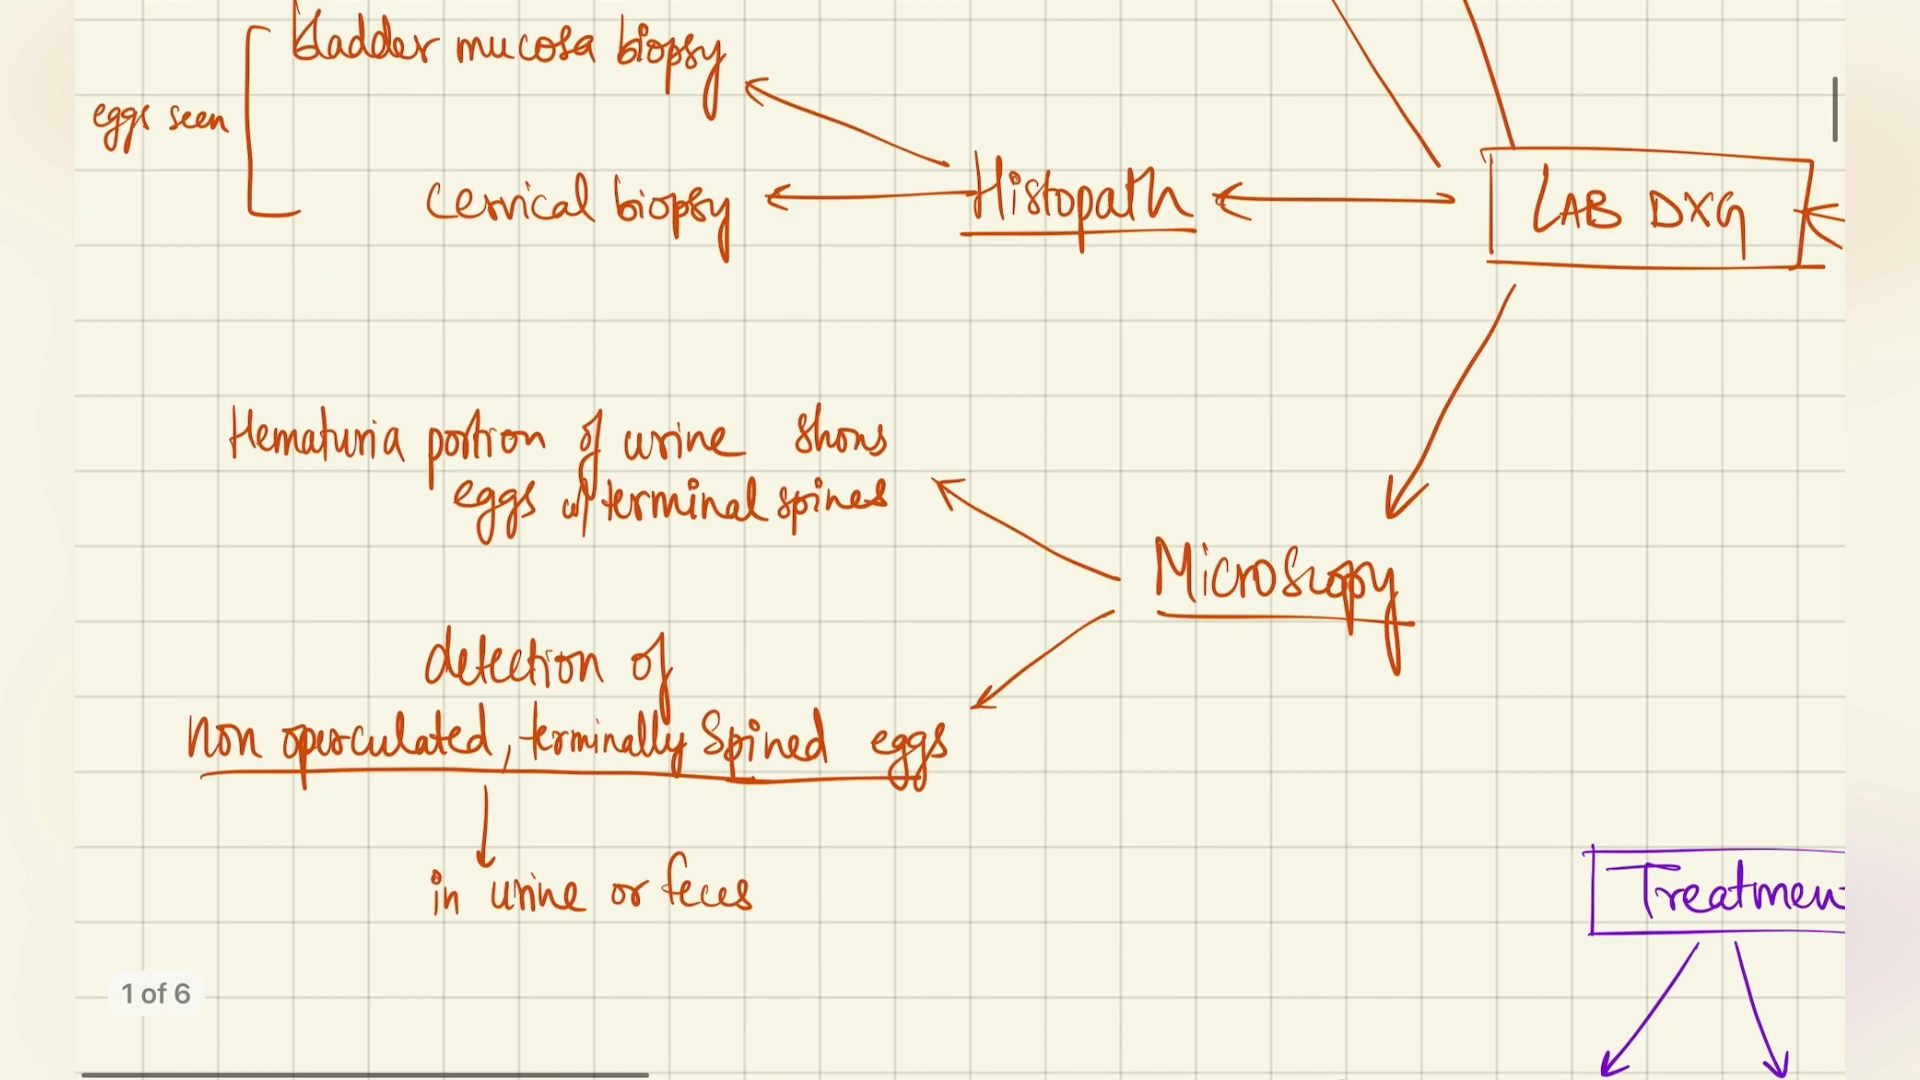 bladder mucosa biopsy
eggs seen
cervical biopsy
Histopath
LAB DXG
Hematuria portion of urine shows
eggs w/ terminal spines
Microscopy
detection of
Non operculated, terminally Spined eggs
in urine or feces
Treatmen
1 of 6